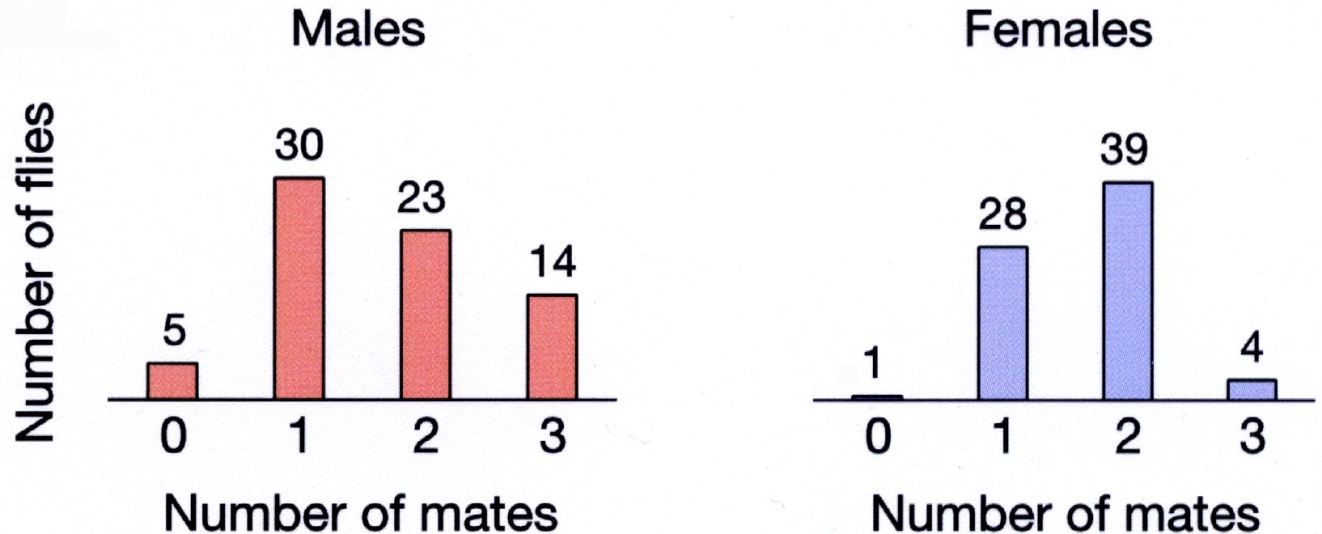 Males
Number of flies
5
30
23
14
0 1 2 3
Number of mates
Females
1
28
39
4
0 1 2 3
Number of mates